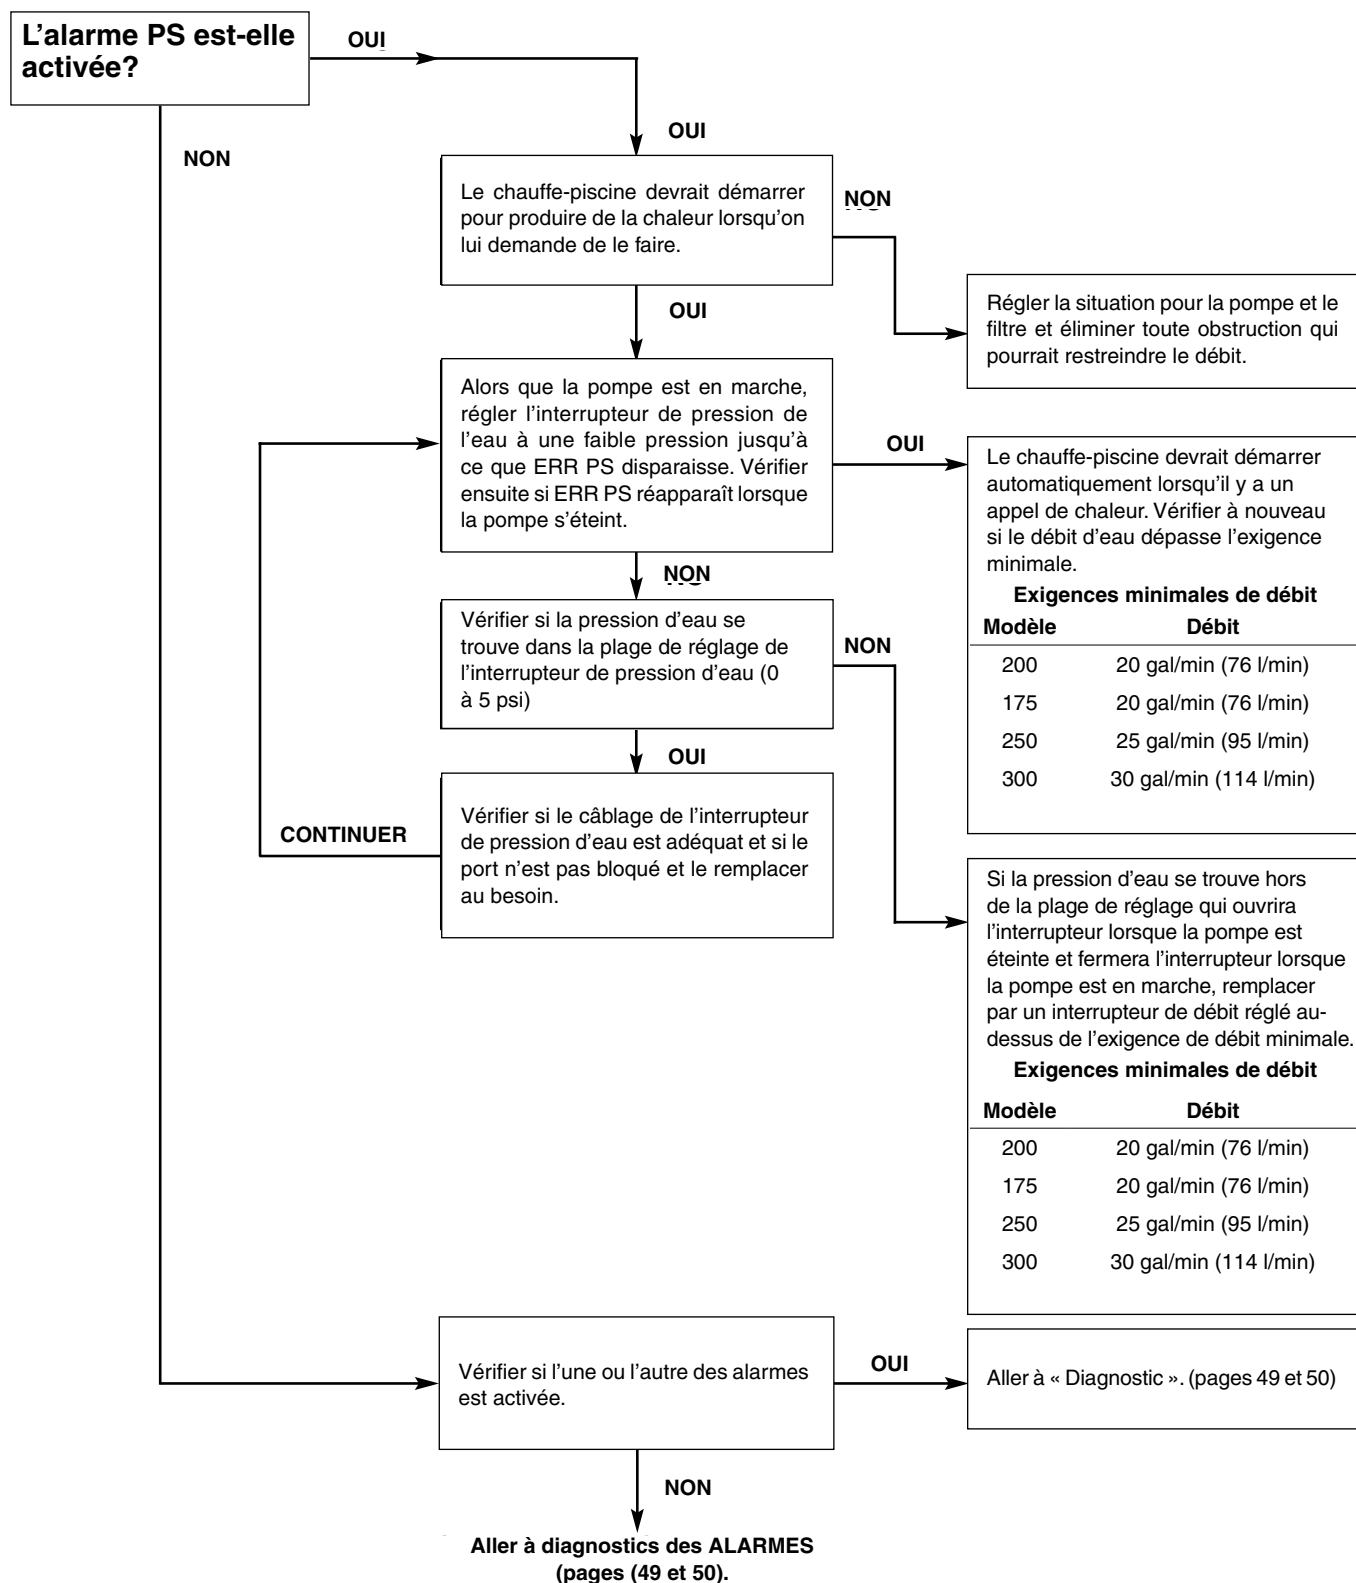 L'alarme PS est-elle
activée?
OUI
NON
OUI
Le chauffe-piscine devrait démarrer
pour produire de la chaleur lorsqu'on
lui demande de le faire.
NON
Régler la situation pour la pompe et le
filtre et éliminer toute obstruction qui
pourrait restreindre le débit.
OUI
Alors que la pompe est en marche,
régler l'interrupteur de pression de
l'eau à une faible pression jusqu'à
ce que ERR PS disparaisse. Vérifier
ensuite si ERR PS réapparaît lorsque
la pompe s'éteint.
OUI
Le chauffe-piscine devrait démarrer
automatiquement lorsqu'il y a un
appel de chaleur. Vérifier à nouveau
si le débit d'eau dépasse l'exigence
minimale.
Exigences minimales de débit
Modèle Débit
200 20 gal/min (76 l/min)
175 20 gal/min (76 l/min)
250 25 gal/min (95 l/min)
300 30 gal/min (114 l/min)
NON
Vérifier si la pression d'eau se
trouve dans la plage de réglage de
l'interrupteur de pression d'eau (0
à 5 psi)
NON
OUI
Vérifier si le câblage de l'interrupteur
de pression d'eau est adéquat et si le
port n'est pas bloqué et le remplacer
au besoin.
CONTINUER
Si la pression d'eau se trouve hors
de la plage de réglage qui ouvrira
l'interrupteur lorsque la pompe est
éteinte et fermera l'interrupteur lorsque
la pompe est en marche, remplacer
par un interrupteur de débit réglé au-
dessus de l'exigence de débit minimale.
Exigences minimales de débit
Modèle Débit
200 20 gal/min (76 l/min)
175 20 gal/min (76 l/min)
250 25 gal/min (95 l/min)
300 30 gal/min (114 l/min)
Vérifier si l'une ou l'autre des alarmes
est activée.
OUI
Aller à « Diagnostic ». (pages 49 et 50)
NON
Aller à diagnostics des ALARMES
(pages (49 et 50).